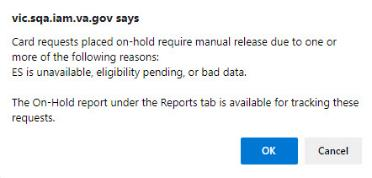 vic.sqa.iam.va.gov says
Card requests placed on-hold require manual release due to one or
more of the following reasons:
ES is unavailable, eligibility pending, or bad data.
The On-Hold report under the Reports tab is available for tracking these
requests.
OK Cancel